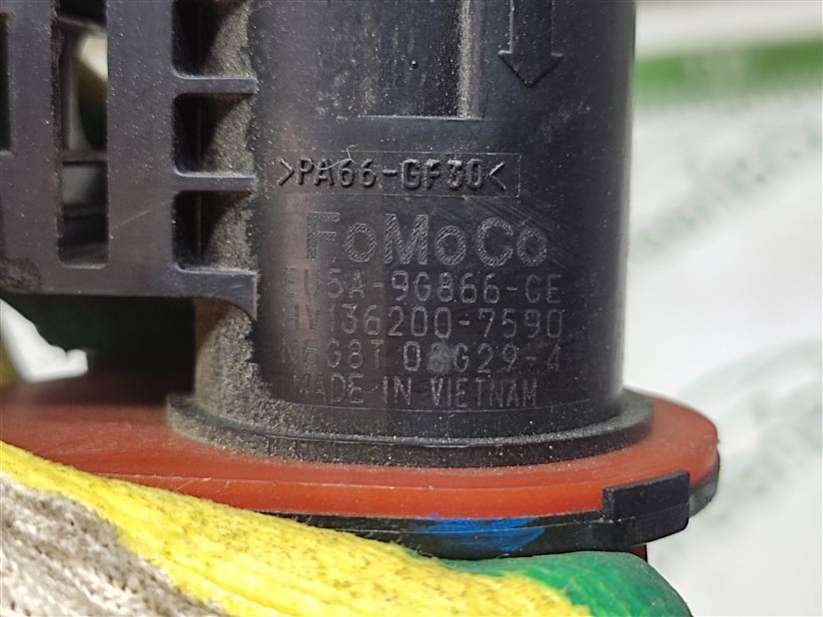 >PA66-GF30<
FoMoCo
EU5A-9G866-CE
HV136200-7590
MADE IN VIETNAM